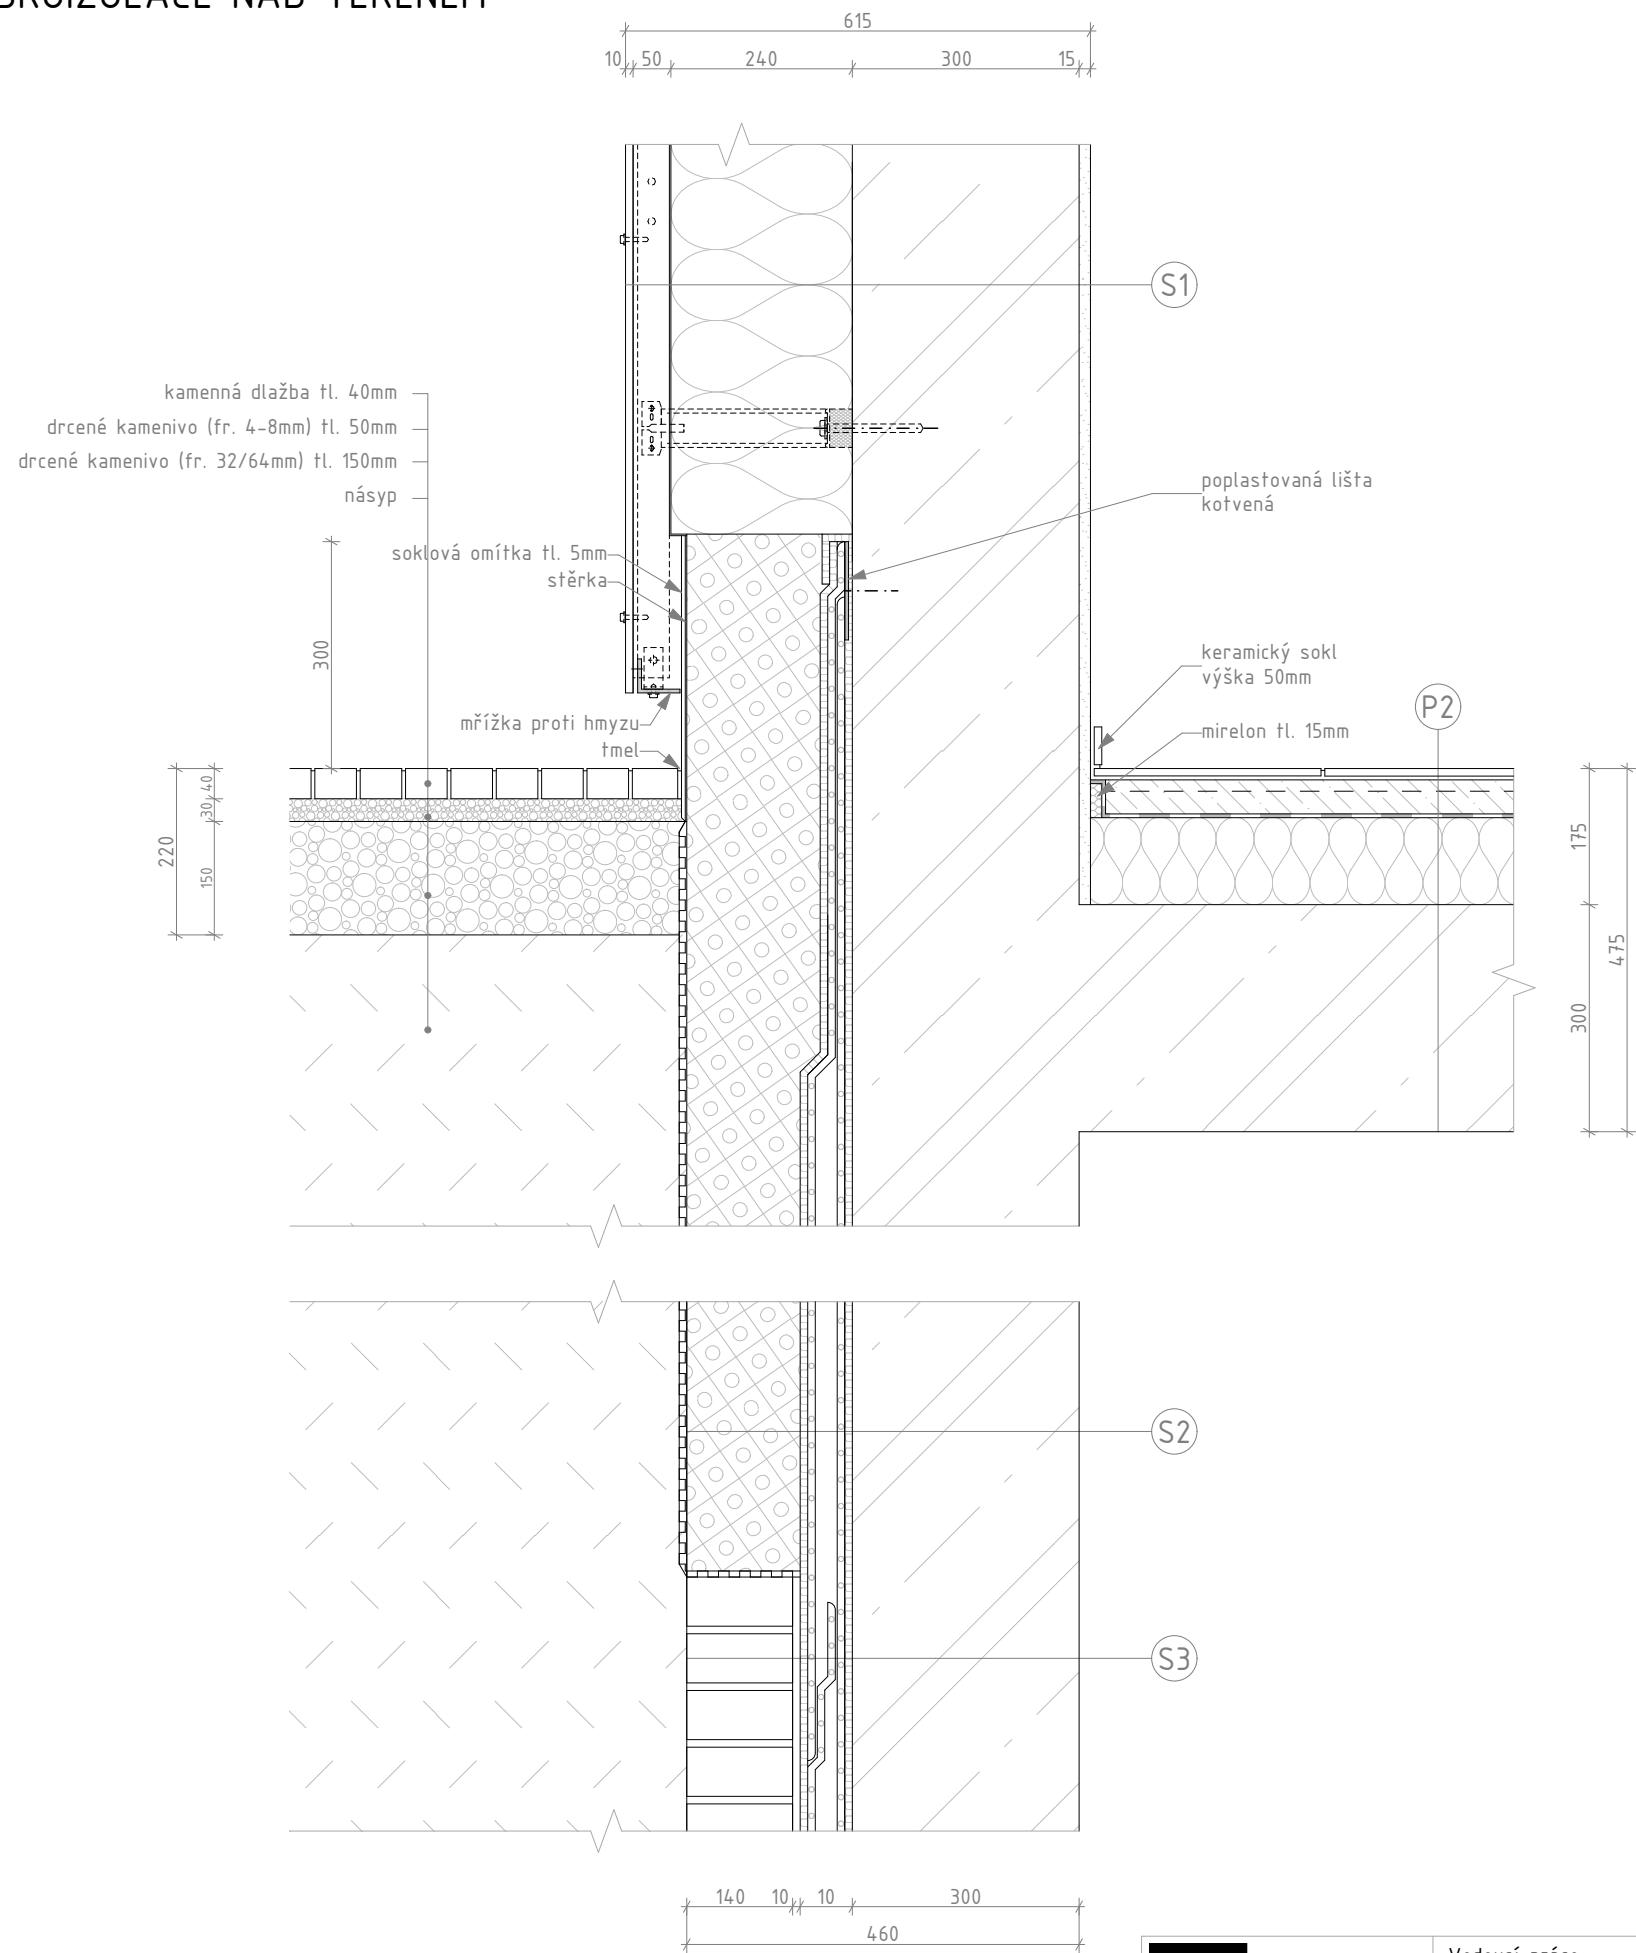 615
10 50 240 300 15
S1
kamenná dlažba tl. 40mm
drcené kamenivo (fr. 4-8mm) tl. 50mm
drcené kamenivo (fr. 32/64mm) tl. 150mm
násyp
poplastovaná lišta
kotvená
soklová omítka tl. 5mm
stěrka
300
keramický sokl
výška 50mm
P2
mřížka proti hmyzu
tmel
mirelon tl. 15mm
40
30
150
220
175
300
475
S2
S3
140 10 10 300
460